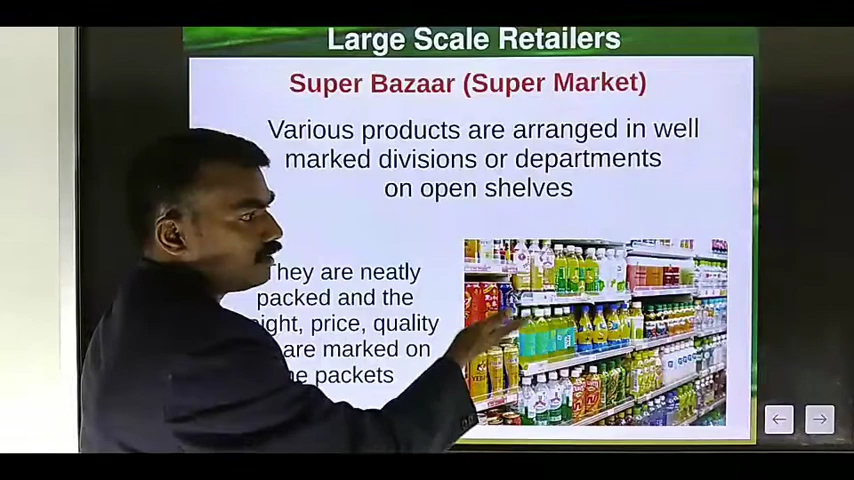 Large Scale Retailers
Super Bazaar (Super Market)
Various products are arranged in well
marked divisions or departments
on open shelves
They are neatly
packed and the
price, quality
are marked on
packets